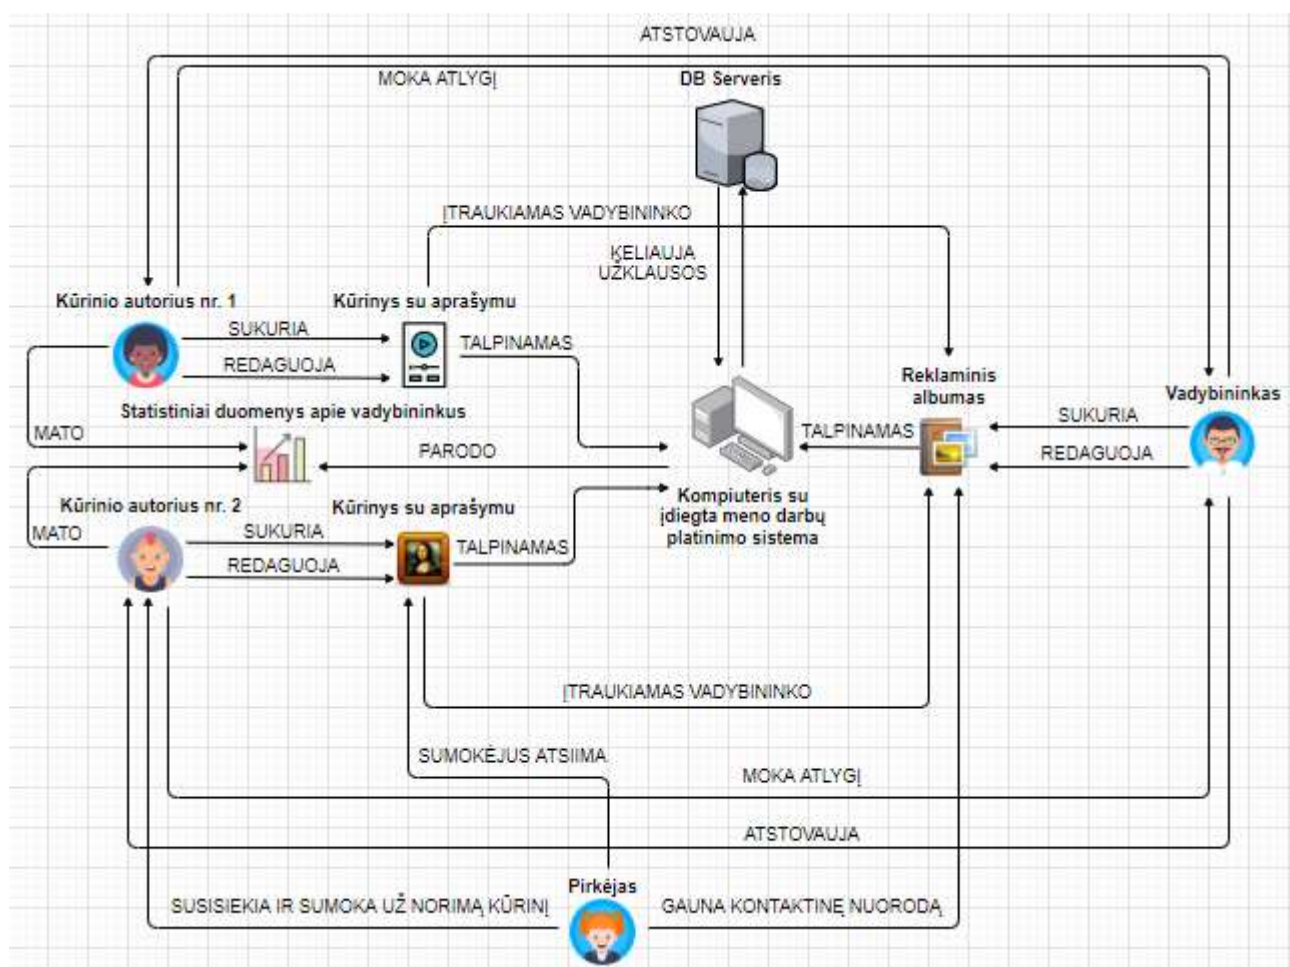 ATSTOVAUJA
MOKA ATLYGĮ
DB Serveris
ĮTRAUKIAMAS VADYBININKO
KELIAUJA
UŽKLAUSOS
Kūrinio autorius nr. 1
Kūrinys su aprašymu
SUKURIA
TALPINAMAS
REDAGUOJA
Reklaminis
albumas
Vadybininkas
Statistiniai duomenys apie vadybininkus
SUKURIA
MATO
TALPINAMAS
PARODO
REDAGUOJA
Kūrinio autorius nr. 2
Kūrinys su aprašymu
Kompiuteris su
įdiegta meno darbų
platinimo sistema
MATO
SUKURIA
TALPINAMAS
REDAGUOJA
ĮTRAUKIAMAS VADYBININKO
SUMOKĖJUS ATSIIMA
MOKA ATLYGĮ
ATSTOVAUJA
Pirkėjas
SUSISIEKIA IR SUMOKA UŽ NORIMĄ KŪRINĮ
GAUNA KONTAKTINĘ NUORODĄ